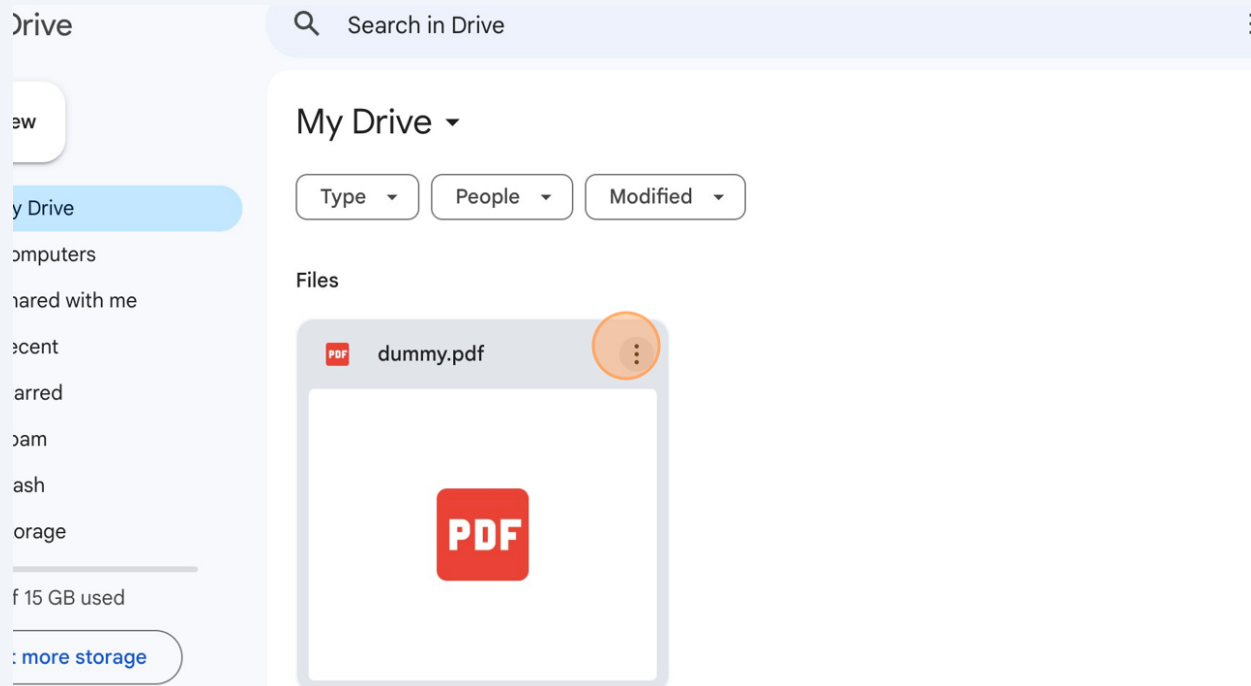 Drive
Search in Drive
ew
My Drive
Type
People
Modified
y Drive
omputers
hared with me
ecent
arred
pam
ash
orage
f 15 GB used
t more storage
Files
PDF
dummy.pdf
PDF